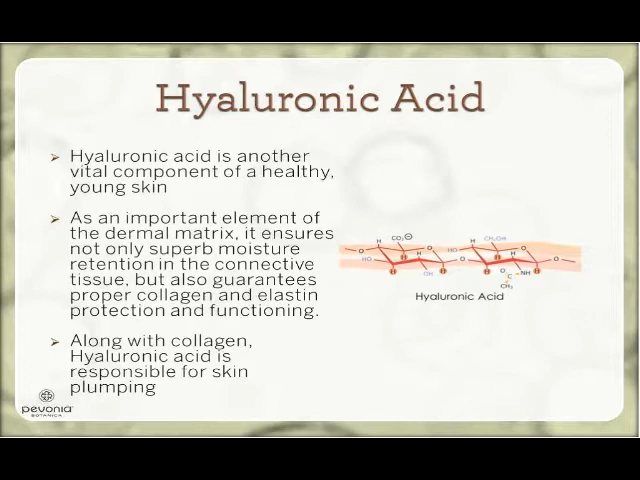 Hyaluronic Acid
Hyaluronic acid is another
vital component of a healthy,
young skin
As an important element of
the dermal matrix, it ensures
not only superb moisture
retention in the connective
tissue, but also guarantees
proper collagen and elastin
protection and functioning.
Along with collagen,
Hyaluronic acid is
responsible for skin
plumping
Hyaluronic Acid
pevonia
BOTANICA